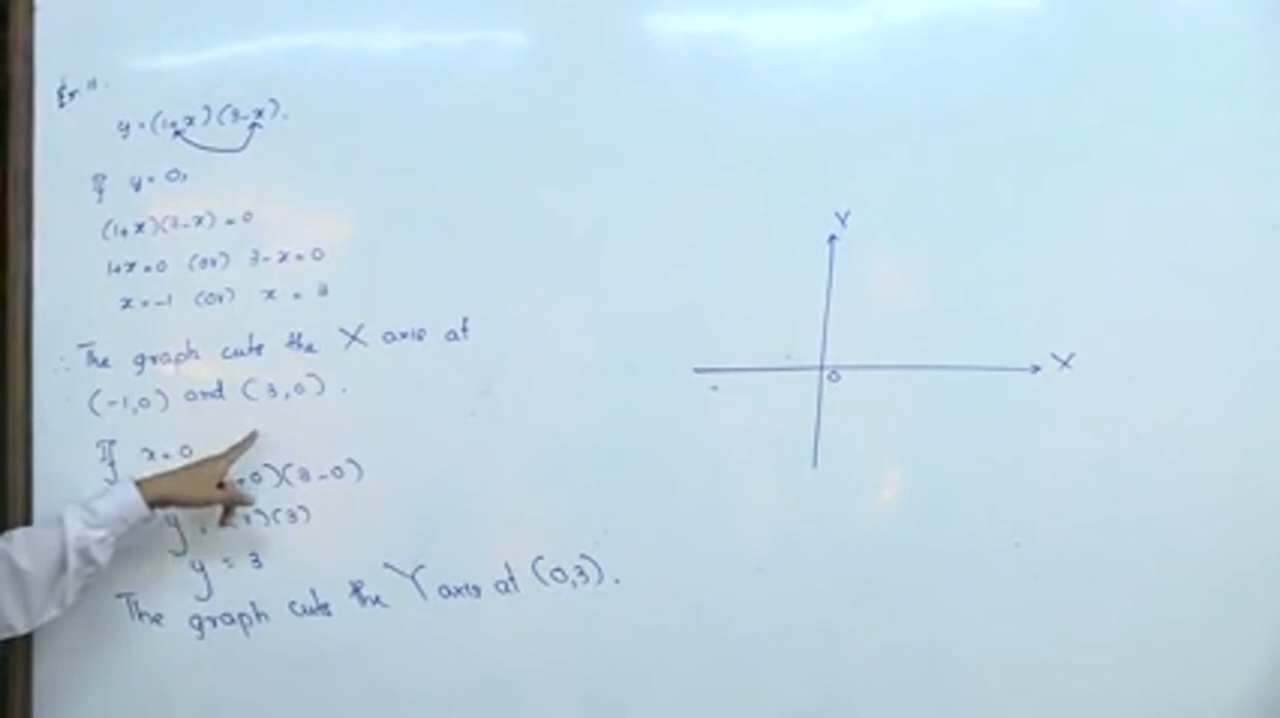 Ex 11.
y = (1+x)(3-x).
If y = 0,
(1+x)(3-x) = 0
1+x=0 (or) 3-x=0
x=-1 (or) x = 3
∴ The graph cuts the X axis at
(-1,0) and (3,0).
If x=0
+0)(3-0)
y = )(3)
y = 3
The graph cuts the Y axis at (0,3).
Y
X
0